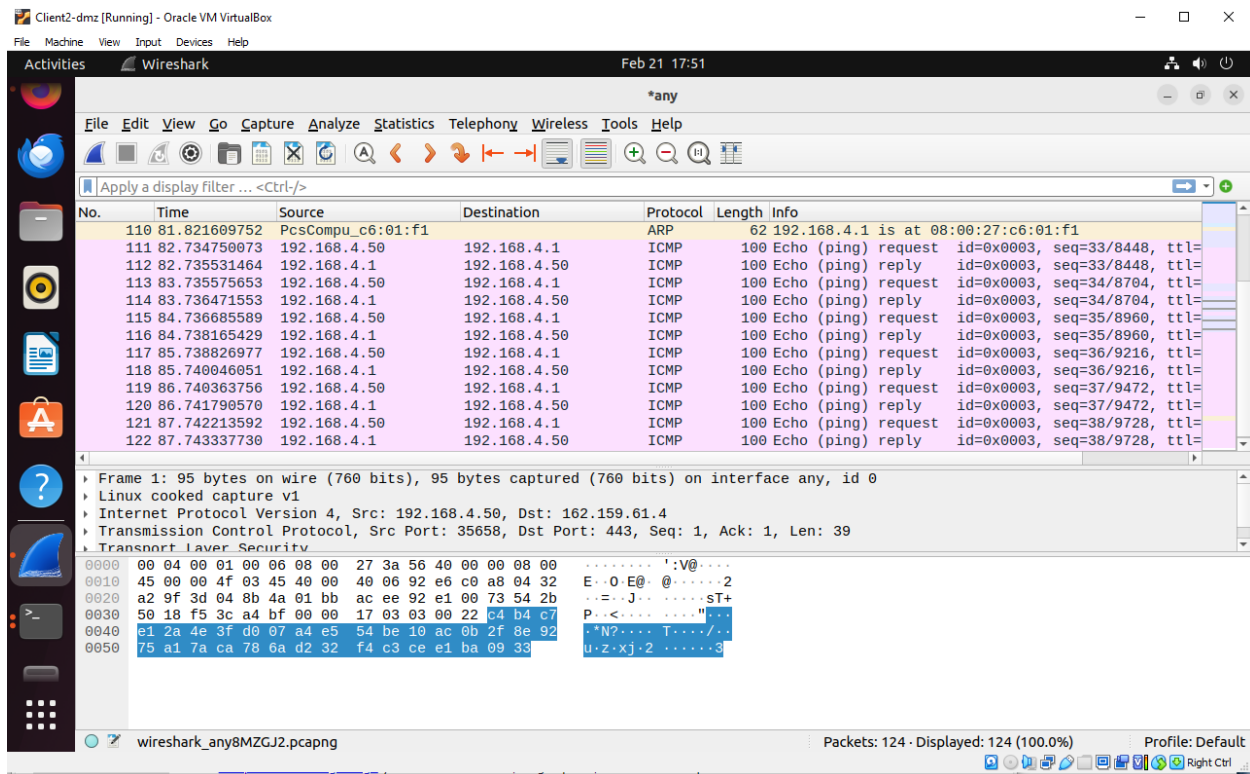 Client2-dmz [Running] - Oracle VM VirtualBox
File Machine View Input Devices Help
Activities Wireshark Feb 21 17:51
*any
File Edit View Go Capture Analyze Statistics Telephony Wireless Tools Help
Apply a display filter … <Ctrl-/>
No. Time Source Destination Protocol Length Info
110 81.821609752 PcsCompu_c6:01:f1 ARP 62 192.168.4.1 is at 08:00:27:c6:01:f1
111 82.734750073 192.168.4.50 192.168.4.1 ICMP 100 Echo (ping) request id=0x0003, seq=33/8448, ttl=
112 82.735531464 192.168.4.1 192.168.4.50 ICMP 100 Echo (ping) reply id=0x0003, seq=33/8448, ttl=
113 83.735575653 192.168.4.50 192.168.4.1 ICMP 100 Echo (ping) request id=0x0003, seq=34/8704, ttl=
114 83.736471553 192.168.4.1 192.168.4.50 ICMP 100 Echo (ping) reply id=0x0003, seq=34/8704, ttl=
115 84.736685589 192.168.4.50 192.168.4.1 ICMP 100 Echo (ping) request id=0x0003, seq=35/8960, ttl=
116 84.738165429 192.168.4.1 192.168.4.50 ICMP 100 Echo (ping) reply id=0x0003, seq=35/8960, ttl=
117 85.738826977 192.168.4.50 192.168.4.1 ICMP 100 Echo (ping) request id=0x0003, seq=36/9216, ttl=
118 85.740046051 192.168.4.1 192.168.4.50 ICMP 100 Echo (ping) reply id=0x0003, seq=36/9216, ttl=
119 86.740363756 192.168.4.50 192.168.4.1 ICMP 100 Echo (ping) request id=0x0003, seq=37/9472, ttl=
120 86.741790570 192.168.4.1 192.168.4.50 ICMP 100 Echo (ping) reply id=0x0003, seq=37/9472, ttl=
121 87.742213592 192.168.4.50 192.168.4.1 ICMP 100 Echo (ping) request id=0x0003, seq=38/9728, ttl=
122 87.743337730 192.168.4.1 192.168.4.50 ICMP 100 Echo (ping) reply id=0x0003, seq=38/9728, ttl=
Frame 1: 95 bytes on wire (760 bits), 95 bytes captured (760 bits) on interface any, id 0
Linux cooked capture v1
Internet Protocol Version 4, Src: 192.168.4.50, Dst: 162.159.61.4
Transmission Control Protocol, Src Port: 35658, Dst Port: 443, Seq: 1, Ack: 1, Len: 39
Transport Layer Security
0000 00 04 00 01 00 06 08 00 27 3a 56 40 00 00 08 00 ········ ':V@····
0010 45 00 00 4f 03 45 40 00 40 06 92 e6 c0 a8 04 32 E··O·E@· @······2
0020 a2 9f 3d 04 8b 4a 01 bb ac ee 92 e1 00 73 54 2b ··=··J·· ·····sT+
0030 50 18 f5 3c a4 bf 00 00 17 03 03 00 22 c4 b4 c7 P··<···· ····"···
0040 e1 2a 4e 3f d0 07 a4 e5 54 be 10 ac 0b 2f 8e 92 ·*N?···· T····/··
0050 75 a1 7a ca 78 6a d2 32 f4 c3 ce e1 ba 09 33 u·z·xj·2 ······3
wireshark_any8MZGJ2.pcapng Packets: 124 · Displayed: 124 (100.0%) Profile: Default
Right Ctrl